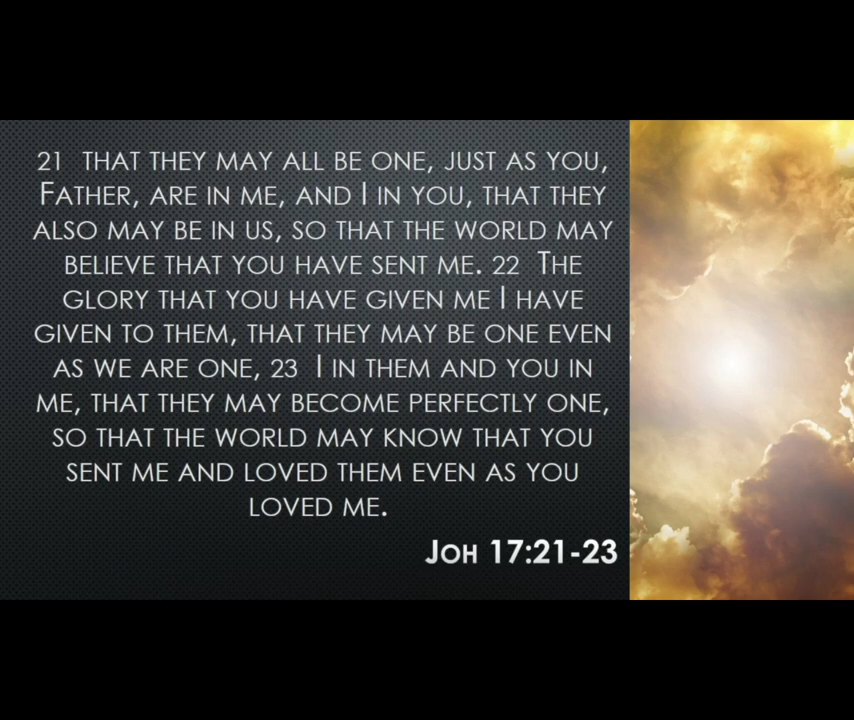 21 THAT THEY MAY ALL BE ONE, JUST AS YOU,
FATHER, ARE IN ME, AND I IN YOU, THAT THEY
ALSO MAY BE IN US, SO THAT THE WORLD MAY
BELIEVE THAT YOU HAVE SENT ME. 22 THE
GLORY THAT YOU HAVE GIVEN ME I HAVE
GIVEN TO THEM, THAT THEY MAY BE ONE EVEN
AS WE ARE ONE, 23 I IN THEM AND YOU IN
ME, THAT THEY MAY BECOME PERFECTLY ONE,
SO THAT THE WORLD MAY KNOW THAT YOU
SENT ME AND LOVED THEM EVEN AS YOU
LOVED ME.
JOH 17:21-23